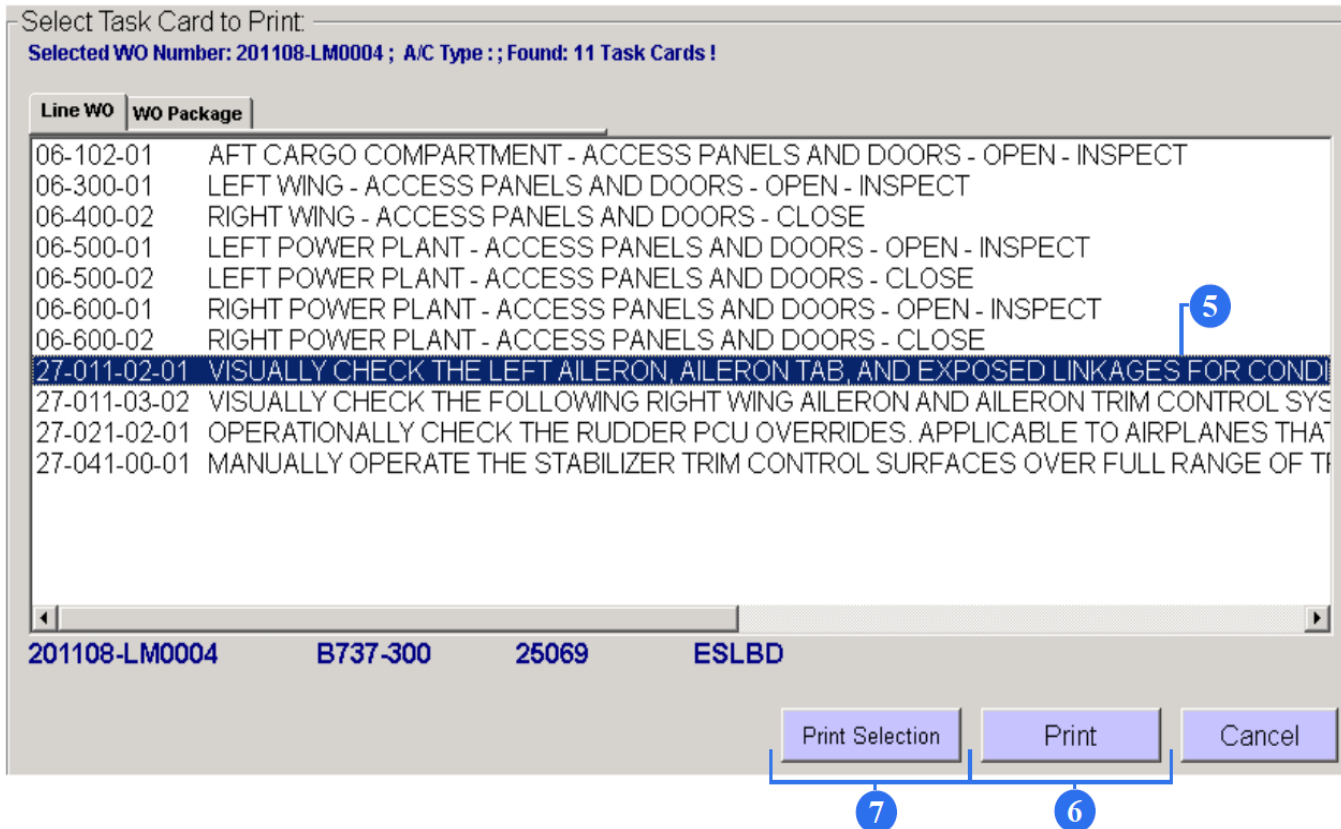 Select Task Card to Print:
Selected WO Number: 201108-LM0004 ; A/C Type : ; Found: 11 Task Cards !
Line WO WO Package
06-102-01 AFT CARGO COMPARTMENT - ACCESS PANELS AND DOORS - OPEN - INSPECT
06-300-01 LEFT WING - ACCESS PANELS AND DOORS - OPEN - INSPECT
06-400-02 RIGHT WING - ACCESS PANELS AND DOORS - CLOSE
06-500-01 LEFT POWER PLANT - ACCESS PANELS AND DOORS - OPEN - INSPECT
06-500-02 LEFT POWER PLANT - ACCESS PANELS AND DOORS - CLOSE
06-600-01 RIGHT POWER PLANT - ACCESS PANELS AND DOORS - OPEN - INSPECT
5
06-600-02 RIGHT POWER PLANT - ACCESS PANELS AND DOORS - CLOSE
27-011-02-01 VISUALLY CHECK THE LEFT AILERON, AILERON TAB, AND EXPOSED LINKAGES FOR CONDI
27-011-03-02 VISUALLY CHECK THE FOLLOWING RIGHT WING AILERON AND AILERON TRIM CONTROL SYS
27-021-02-01 OPERATIONALLY CHECK THE RUDDER PCU OVERRIDES. APPLICABLE TO AIRPLANES THAT
27-041-00-01 MANUALLY OPERATE THE STABILIZER TRIM CONTROL SURFACES OVER FULL RANGE OF TR
201108-LM0004 B737-300 25069 ESLBD
Print Selection Print Cancel
7 6